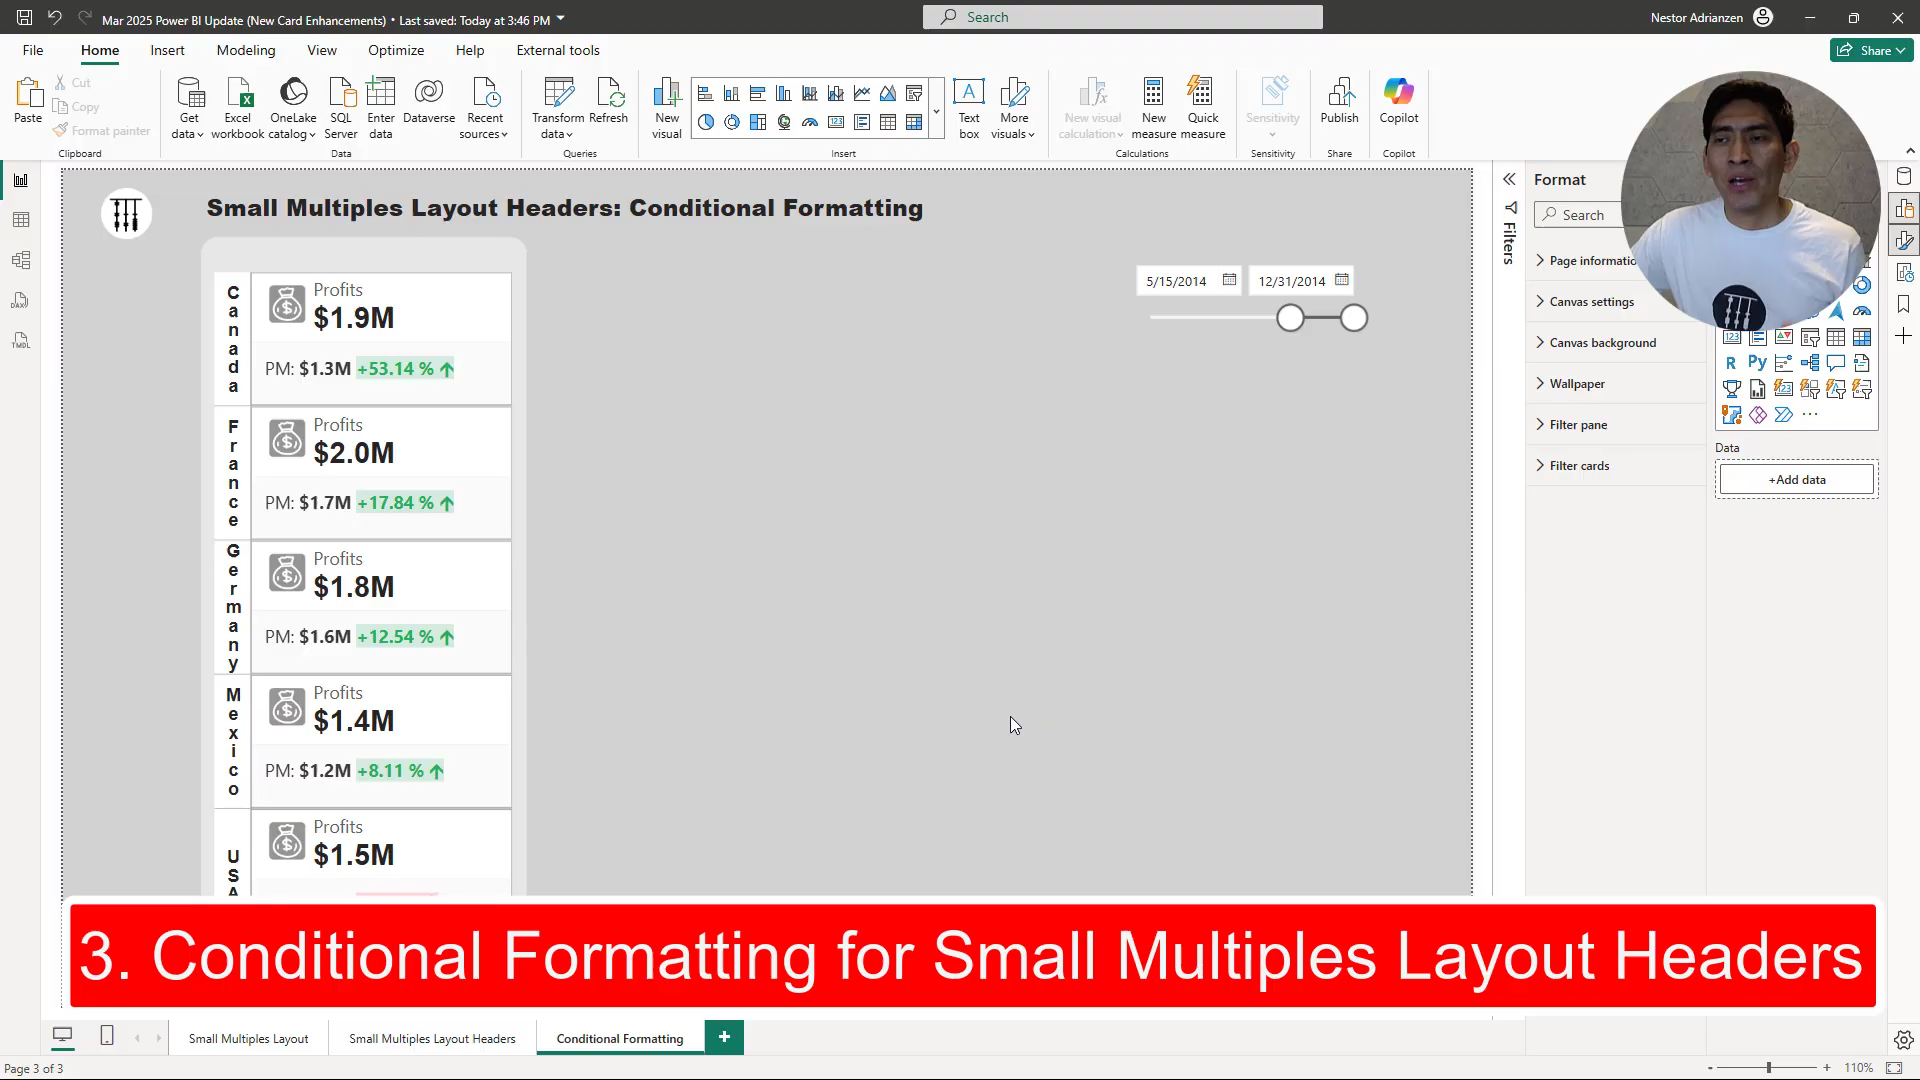 Mar 2025 Power BI Update (New Card Enhancements) • Last saved: Today at 3:46 PM
Search
Nestor Adrianzen
File
Home
Insert
Modeling
View
Optimize
Help
External tools
Share
Paste
Cut
Copy
Format painter
Clipboard
Get data
Excel workbook
OneLake catalog
SQL Server
Enter data
Dataverse
Recent sources
Data
Transform data
Refresh
Queries
New visual
Insert
Text box
More visuals
New visual calculation
New measure
Quick measure
Calculations
Sensitivity
Sensitivity
Publish
Share
Copilot
Copilot
Small Multiples Layout Headers: Conditional Formatting
5/15/2014
12/31/2014
Canada
Profits
$1.9M
PM: $1.3M +53.14 % ↑
France
Profits
$2.0M
PM: $1.7M +17.84 % ↑
Germany
Profits
$1.8M
PM: $1.6M +12.54 % ↑
Mexico
Profits
$1.4M
PM: $1.2M +8.11 % ↑
USA
Profits
$1.5M
Filters
Format
Search
Page informatio
Canvas settings
Canvas background
Wallpaper
Filter pane
Filter cards
R
Py
Data
+Add data
DAX
TMDL
3. Conditional Formatting for Small Multiples Layout Headers
Small Multiples Layout
Small Multiples Layout Headers
Conditional Formatting
Page 3 of 3
110%